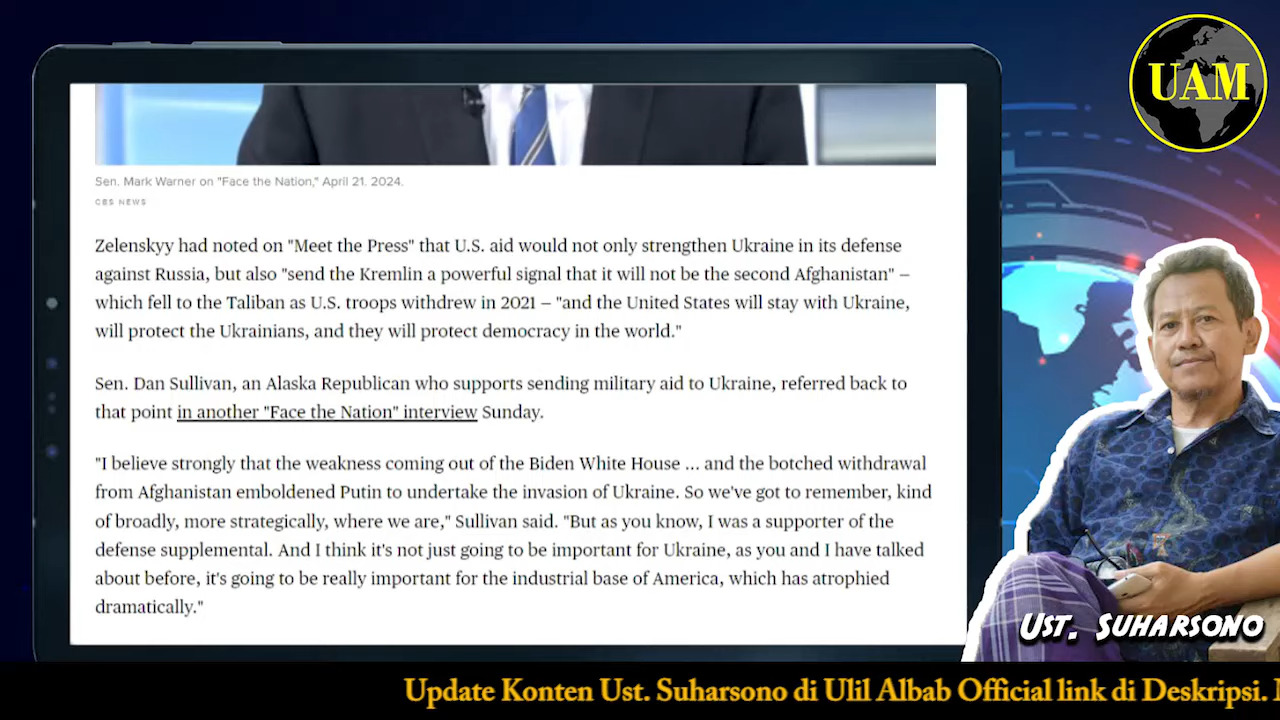 UAM
Sen. Mark Warner on "Face the Nation," April 21. 2024.
CBS NEWS
Zelenskyy had noted on "Meet the Press" that U.S. aid would not only strengthen Ukraine in its defense
against Russia, but also "send the Kremlin a powerful signal that it will not be the second Afghanistan" –
which fell to the Taliban as U.S. troops withdrew in 2021 – "and the United States will stay with Ukraine,
will protect the Ukrainians, and they will protect democracy in the world."
Sen. Dan Sullivan, an Alaska Republican who supports sending military aid to Ukraine, referred back to
that point in another "Face the Nation" interview Sunday.
"I believe strongly that the weakness coming out of the Biden White House ... and the botched withdrawal
from Afghanistan emboldened Putin to undertake the invasion of Ukraine. So we've got to remember, kind
of broadly, more strategically, where we are," Sullivan said. "But as you know, I was a supporter of the
defense supplemental. And I think it's not just going to be important for Ukraine, as you and I have talked
about before, it's going to be really important for the industrial base of America, which has atrophied
dramatically."
Ust. Suharsono
Update Konten Ust. Suharsono di Ulil Albab Official link di Deskripsi.